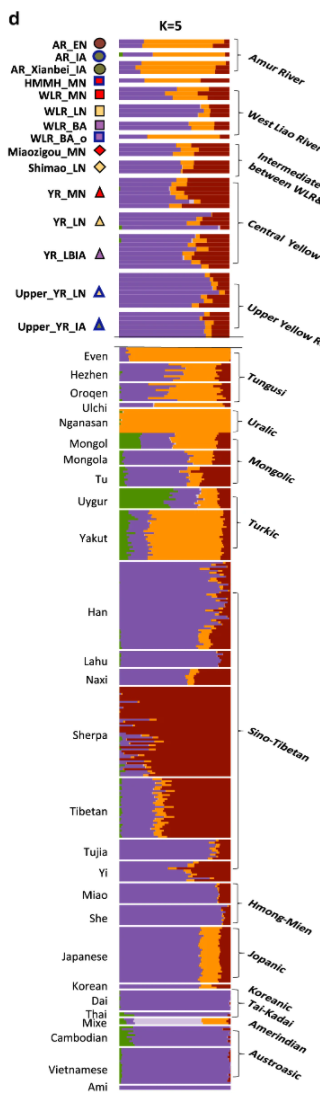 d
K=5
AR_EN
AR_IA
AR_Xianbei_IA
Amur River
HMMH_MN
WLR_MN
WLR_LN
WLR_BA
WLR_BA_o
West Liao River
Miaozigou_MN
Shimao_LN
Intermediate
between WLR&
YR_MN
YR_LN
YR_LBIA
Central Yellow
Upper_YR_LN
Upper_YR_IA
Upper Yellow R
Even
Hezhen
Oroqen
Ulchi
Tungusi
Nganasan
Uralic
Mongol
Mongola
Tu
Mongolic
Uygur
Yakut
Turkic
Han
Lahu
Naxi
Sherpa
Tibetan
Tujia
Yi
Sino-Tibetan
Miao
She
Hmong-Mien
Japanese
Jopanic
Korean
Koreanic
Dai
Thai
Tai-Kadai
Mixe
Amerindian
Cambodian
Vietnamese
Austroasic
Ami